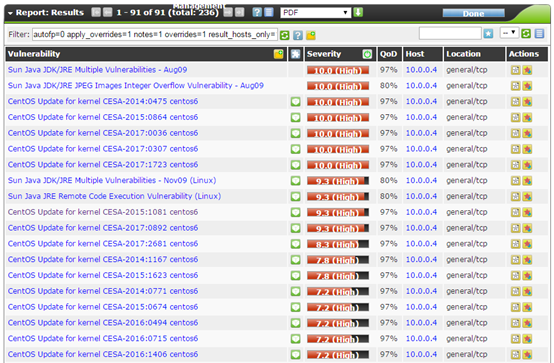 Management
Report: Results 1 - 91 of 91 (total: 236) PDF Done
Filter: autofp=0 apply_overrides=1 notes=1 overrides=1 result_hosts_only= --
Vulnerability Severity QoD Host Location Actions
Sun Java JDK/JRE Multiple Vulnerabilities - Aug09 10.0 (High) 97% 10.0.0.4 general/tcp
Sun Java JDK/JRE JPEG Images Integer Overflow Vulnerability - Aug09 10.0 (High) 80% 10.0.0.4 general/tcp
CentOS Update for kernel CESA-2014:0475 centos6 10.0 (High) 97% 10.0.0.4 general/tcp
CentOS Update for kernel CESA-2015:0864 centos6 10.0 (High) 97% 10.0.0.4 general/tcp
CentOS Update for kernel CESA-2017:0036 centos6 10.0 (High) 97% 10.0.0.4 general/tcp
CentOS Update for kernel CESA-2017:0307 centos6 10.0 (High) 97% 10.0.0.4 general/tcp
CentOS Update for kernel CESA-2017:1723 centos6 10.0 (High) 97% 10.0.0.4 general/tcp
Sun Java JDK/JRE Multiple Vulnerabilities - Nov09 (Linux) 9.3 (High) 80% 10.0.0.4 general/tcp
Sun Java JRE Remote Code Execution Vulnerability (Linux) 9.3 (High) 80% 10.0.0.4 general/tcp
CentOS Update for kernel CESA-2015:1081 centos6 9.3 (High) 97% 10.0.0.4 general/tcp
CentOS Update for kernel CESA-2017:0892 centos6 9.3 (High) 97% 10.0.0.4 general/tcp
CentOS Update for kernel CESA-2017:2681 centos6 8.3 (High) 97% 10.0.0.4 general/tcp
CentOS Update for kernel CESA-2014:1167 centos6 7.8 (High) 97% 10.0.0.4 general/tcp
CentOS Update for kernel CESA-2015:1623 centos6 7.8 (High) 97% 10.0.0.4 general/tcp
CentOS Update for kernel CESA-2014:0771 centos6 7.2 (High) 97% 10.0.0.4 general/tcp
CentOS Update for kernel CESA-2015:0674 centos6 7.2 (High) 97% 10.0.0.4 general/tcp
CentOS Update for kernel CESA-2016:0494 centos6 7.2 (High) 97% 10.0.0.4 general/tcp
CentOS Update for kernel CESA-2016:0715 centos6 7.2 (High) 97% 10.0.0.4 general/tcp
CentOS Update for kernel CESA-2016:1406 centos6 7.2 (High) 97% 10.0.0.4 general/tcp